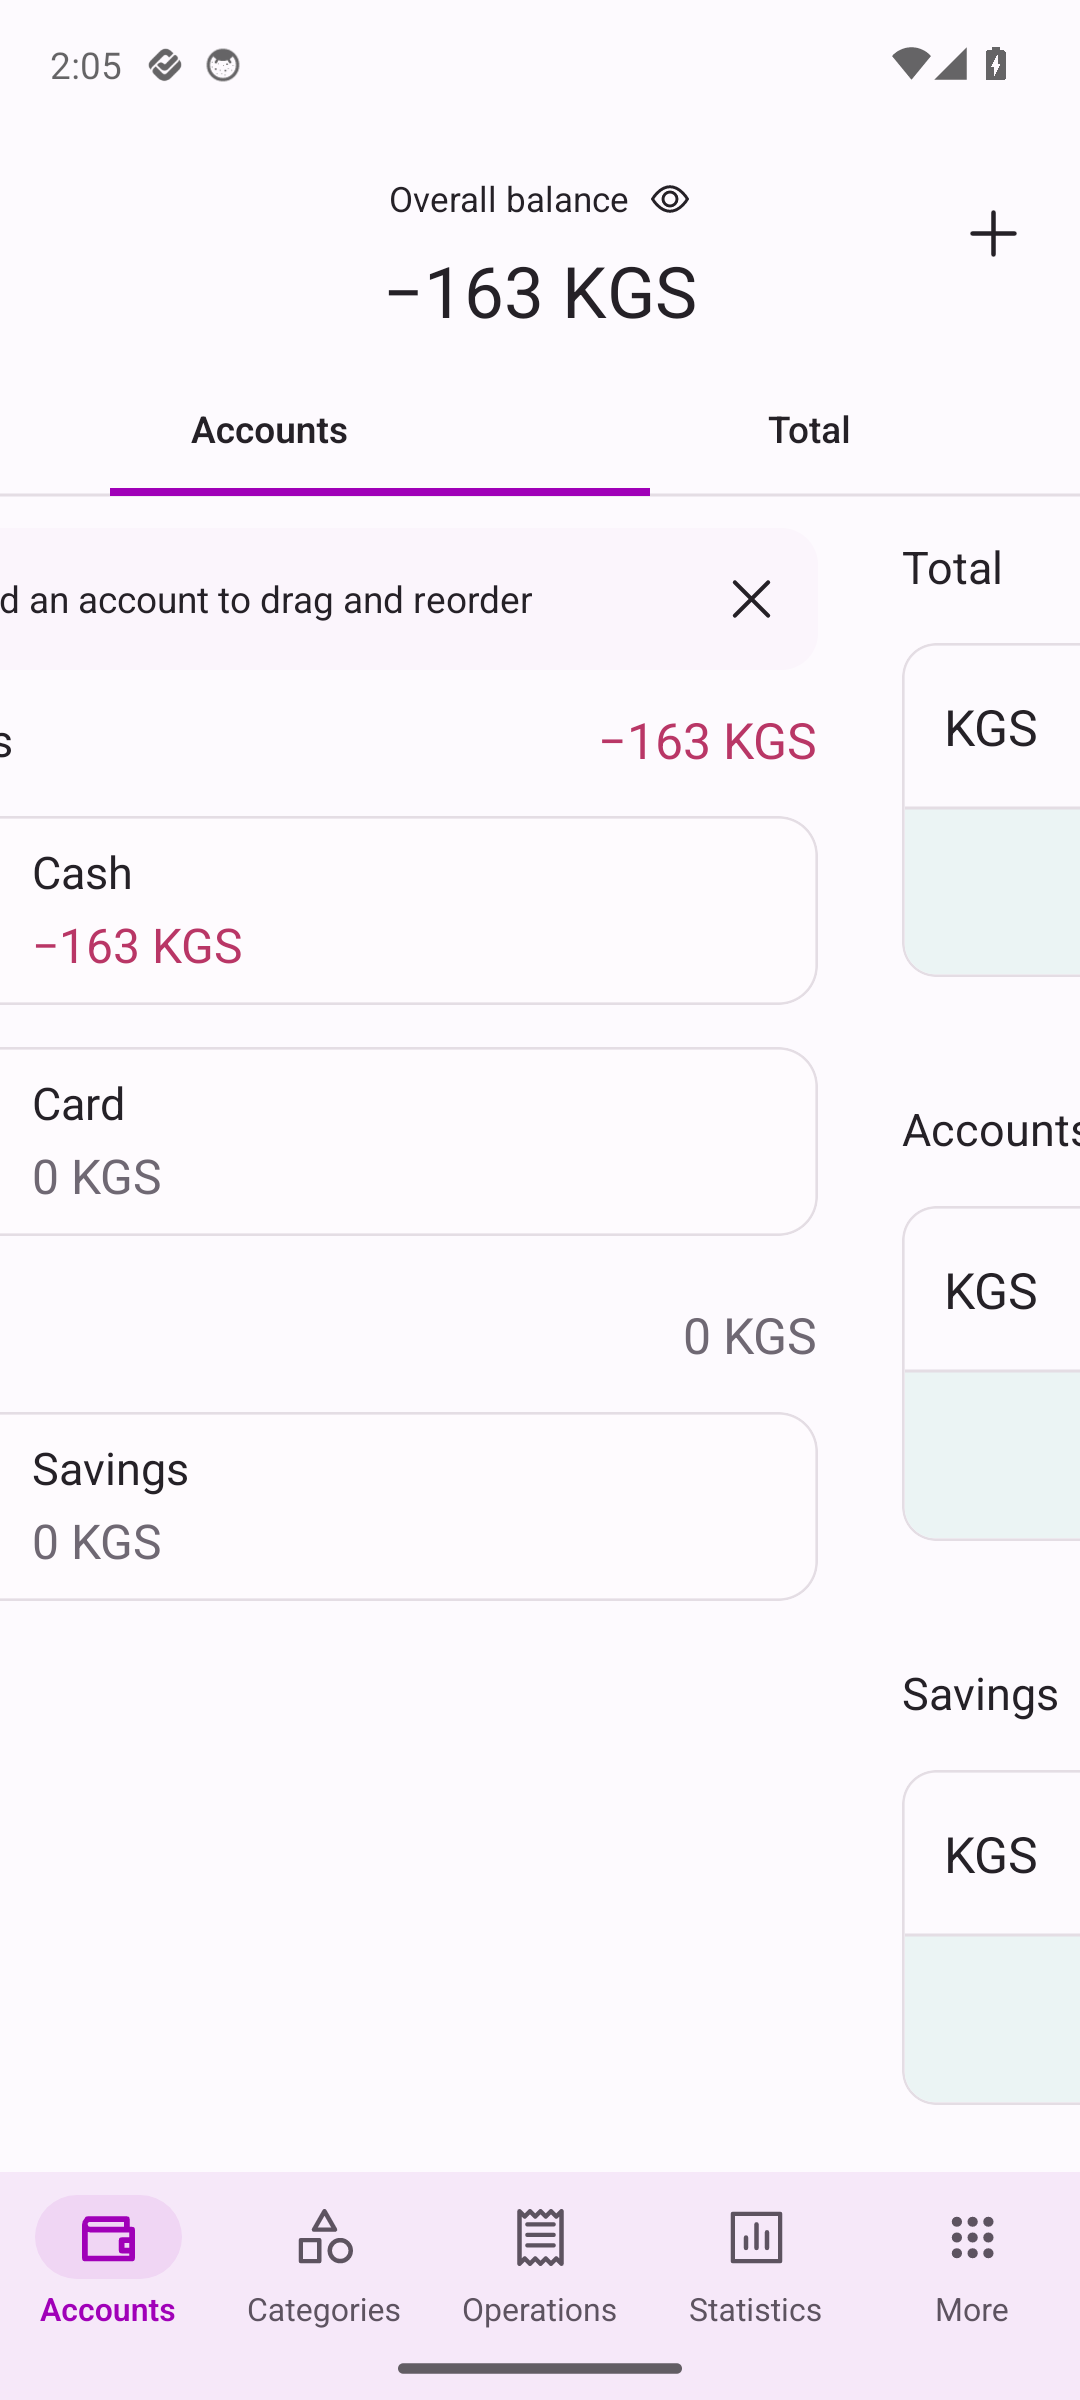 2:05
Overall balance
−163 KGS
Accounts
Total
d an account to drag and reorder
s
−163 KGS
Cash
−163 KGS
Card
0 KGS
0 KGS
Savings
0 KGS
Total
KGS
Accounts
KGS
Savings
KGS
Accounts
Categories
Operations
Statistics
More